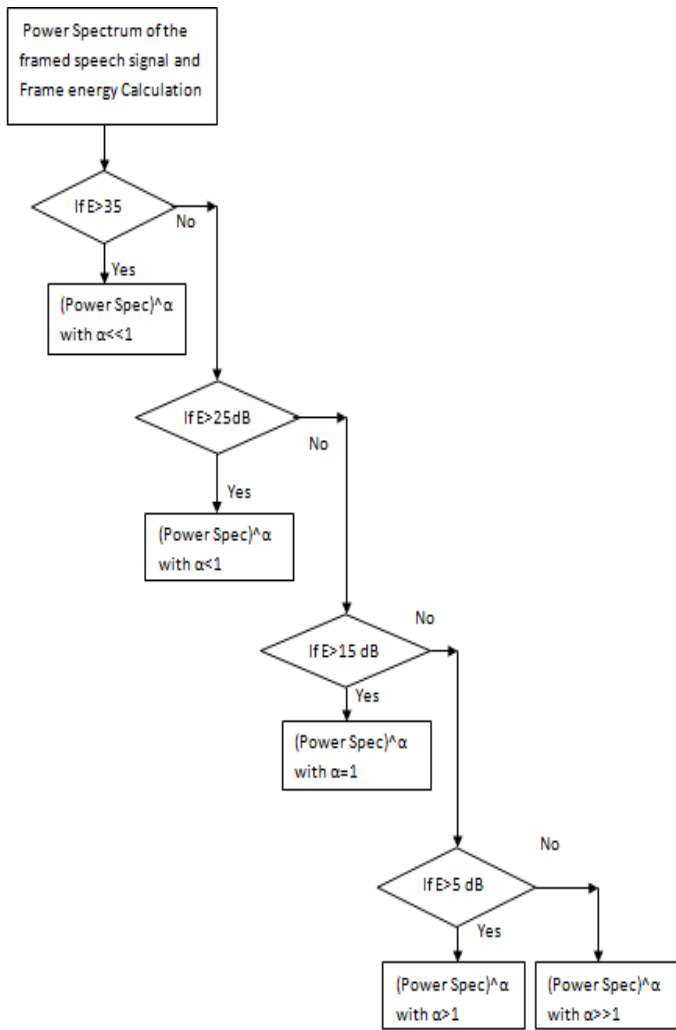 Power Spectrum of the
framed speech signal and
Frame energy Calculation
If E>35
No
Yes
(Power Spec)^α
with α<<1
If E>25dB
No
Yes
(Power Spec)^α
with α<1
No
If E>15 dB
Yes
(Power Spec)^α
with α=1
No
If E>5 dB
Yes
(Power Spec)^α
with α>1
(Power Spec)^α
with α>>1